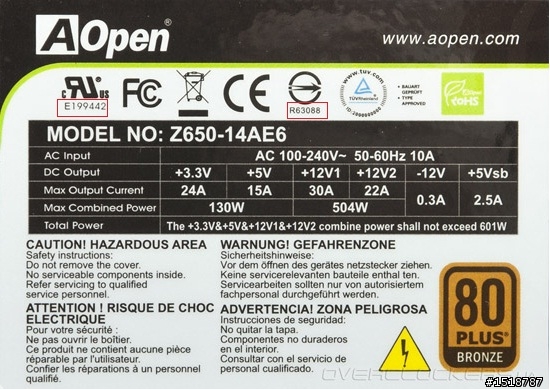 AOpen
www.aopen.com
c RU us
E199442
FC
CE
R63088
www.tuv.com
TÜVRheinland
ID:2000000000
BAUART GEPRÜFT
TYPE APPROVED
RoHS
MODEL NO: Z650-14AE6
AC Input AC 100-240V~ 50-60Hz 10A
DC Output +3.3V +5V +12V1 +12V2 -12V +5Vsb
Max Output Current 24A 15A 30A 22A 0.3A 2.5A
Max Combined Power 130W 504W
Total Power The +3.3V&+5V&+12V1&+12V2 combine power shall not exceed 601W
CAUTION! HAZARDOUS AREA
Safety instructions:
Do not remove the cover.
No serviceable components inside.
Refer servicing to qualified
service personnel.
WARNUNG! GEFAHRENZONE
Sicherheitshinweise:
Vor dem öffnen des gerätes netzstecker ziehen.
Keine servicerelevanten bauteile enthal ten.
Servicearbeiten sollen nur von autorisiertem
fachpersonal durchgeführt werden.
ATTENTION ! RISQUE DE CHOC
ELECTRIQUE
Pour votre sécurité :
Ne pas ouvrir le boîtier.
Ce produit ne contient aucune pièce
réparable par l'utilisateur.
Confier les réparations à un personnel
qualifié.
ADVERTENCIA! ZONA PELIGROSA
Instrucciones de seguridad:
No quitar la tapa.
Componentes no duraderos
en el interior.
Consultar con el servicio de
personal cualificado.
80
PLUS
BRONZE
OVERCLOCKERS.RU
#1518787